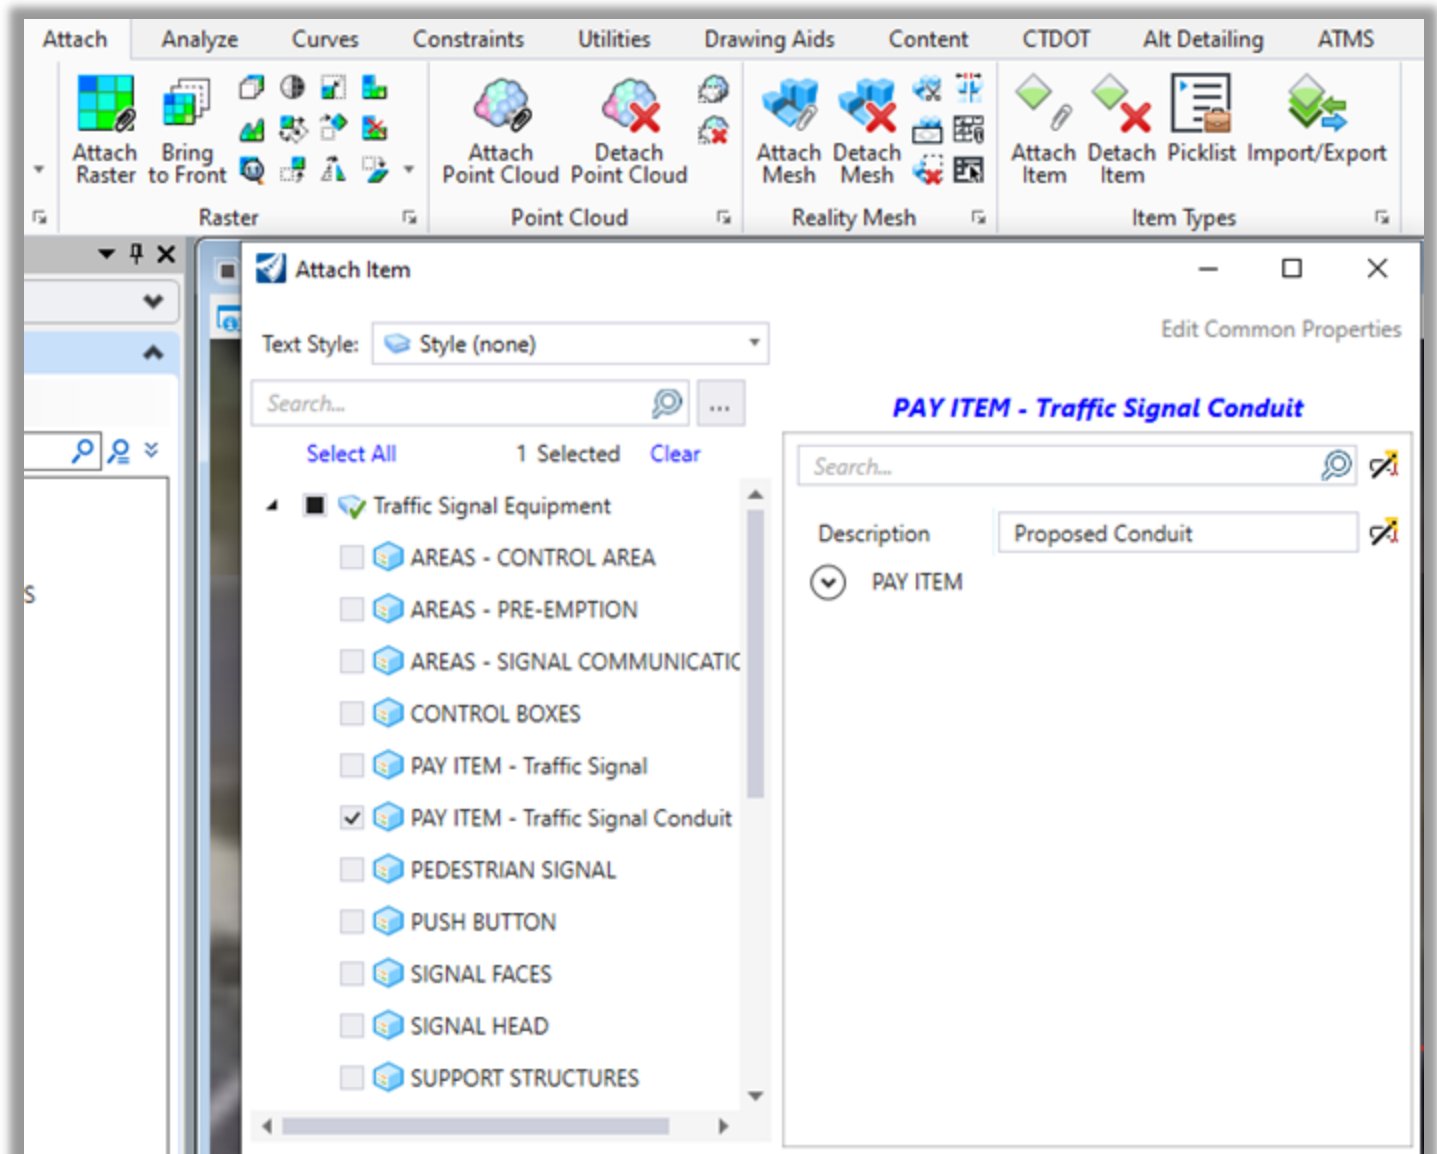 Attach Analyze Curves Constraints Utilities Drawing Aids Content CTDOT Alt Detailing ATMS
Attach Bring Attach Detach Attach Detach Attach Detach Picklist Import/Export
Raster to Front Point Cloud Point Cloud Mesh Mesh Item Item
Raster Point Cloud Reality Mesh Item Types
Attach Item
Edit Common Properties
Text Style: Style (none)
Search... ...
PAY ITEM - Traffic Signal Conduit
Select All 1 Selected Clear
Search...
Traffic Signal Equipment
Description Proposed Conduit
AREAS - CONTROL AREA
PAY ITEM
S
AREAS - PRE-EMPTION
AREAS - SIGNAL COMMUNICATIC
CONTROL BOXES
PAY ITEM - Traffic Signal
PAY ITEM - Traffic Signal Conduit
PEDESTRIAN SIGNAL
PUSH BUTTON
SIGNAL FACES
SIGNAL HEAD
SUPPORT STRUCTURES